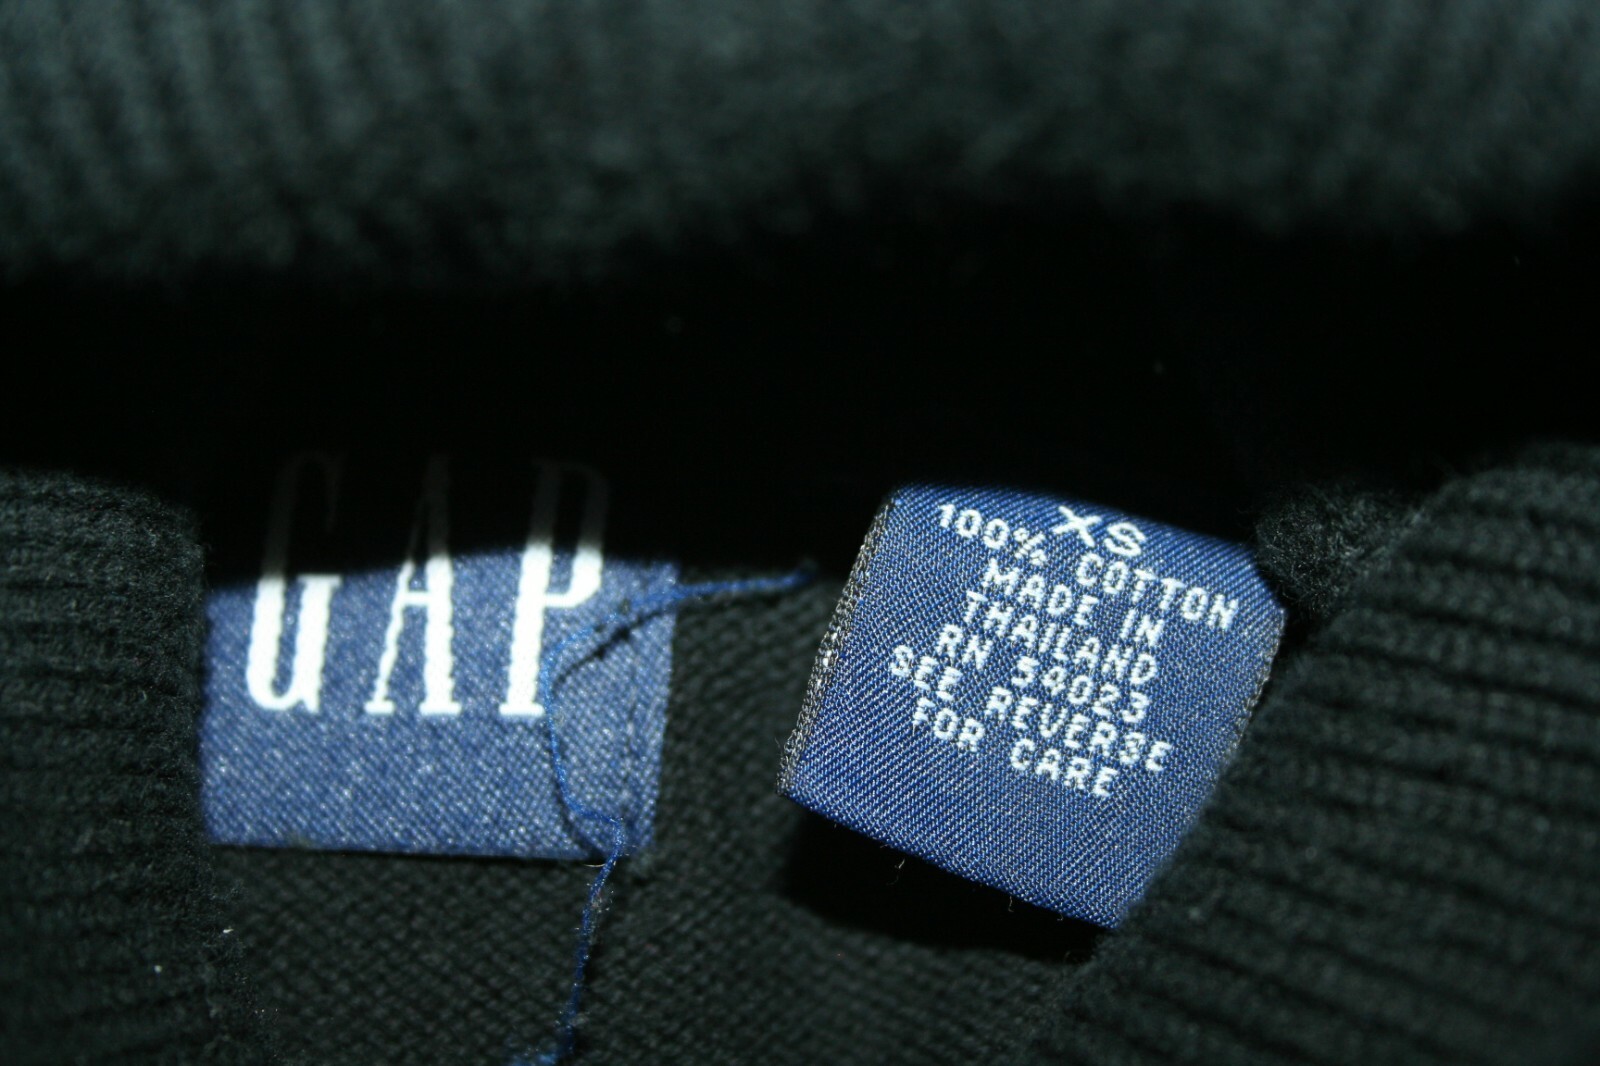 GAP
XS
100% COTTON
MADE IN
THAILAND
RN 54023
SEE REVERSE
FOR CARE